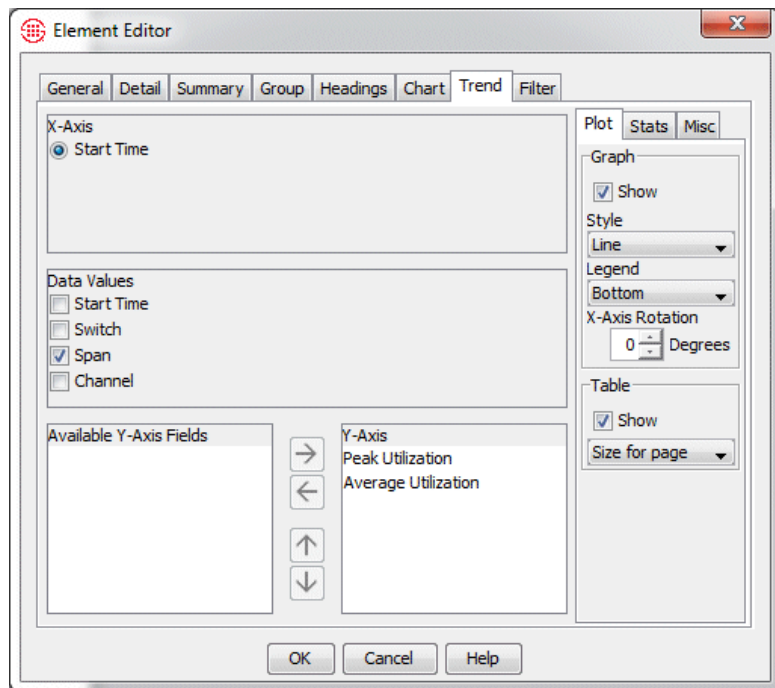 Element Editor
General Detail Summary Group Headings Chart Trend Filter
X-Axis
Start Time
Data Values
Start Time
Switch
Span
Channel
Available Y-Axis Fields
Y-Axis
Peak Utilization
Average Utilization
Plot Stats Misc
Graph
Show
Style
Line
Legend
Bottom
X-Axis Rotation
0 Degrees
Table
Show
Size for page
OK Cancel Help